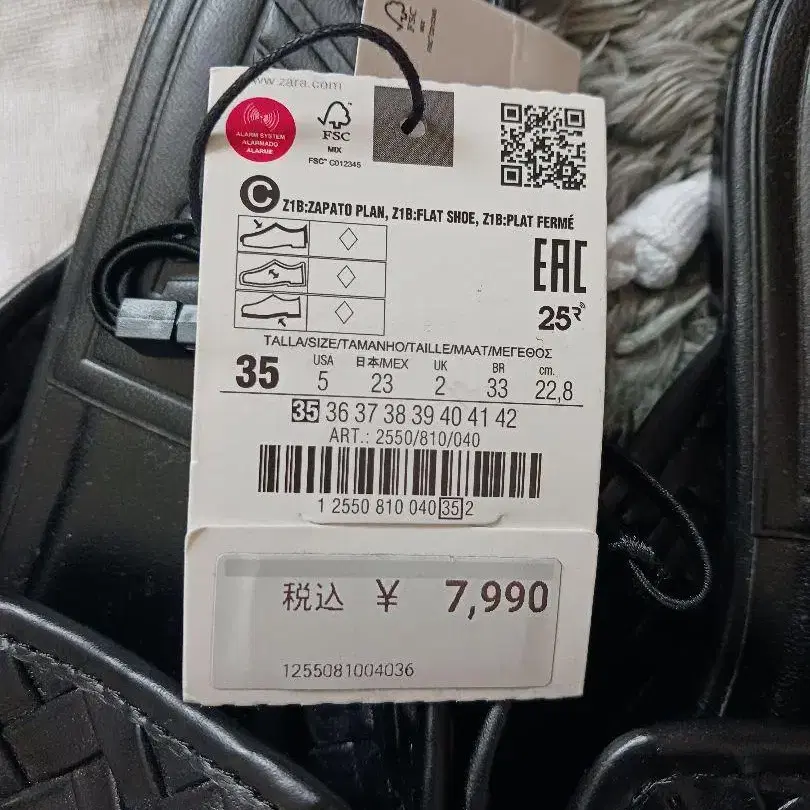 www.zara.com
ALARM SYSTEM
ALARMADO
ALARME
FSC
MIX
FSC™ C012345
C Z1B:ZAPATO PLAN, Z1B:FLAT SHOE, Z1B:PLAT FERMÉ
EAC
25
TALLA/SIZE/TAMANHO/TAILLE/MAAT/ΜΕΓΕΘΟΣ
USA 日本/MEX UK BR cm.
35 5 23 2 33 22,8
35 36 37 38 39 40 41 42
ART.: 2550/810/040
1 2550 810 040 35 2
税込 ¥ 7,990
1255081004036
FSC